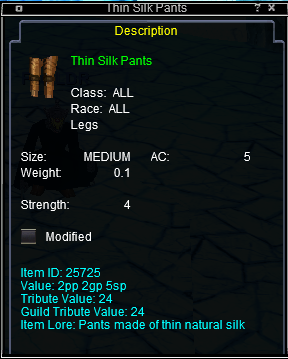 Thin Silk Pants
Description
Thin Silk Pants
Class: ALL
Race: ALL
Legs
Size: MEDIUM AC: 5
Weight: 0.1
Strength: 4
Modified
Item ID: 25725
Value: 2pp 2gp 5sp
Tribute Value: 24
Guild Tribute Value: 24
Item Lore: Pants made of thin natural silk